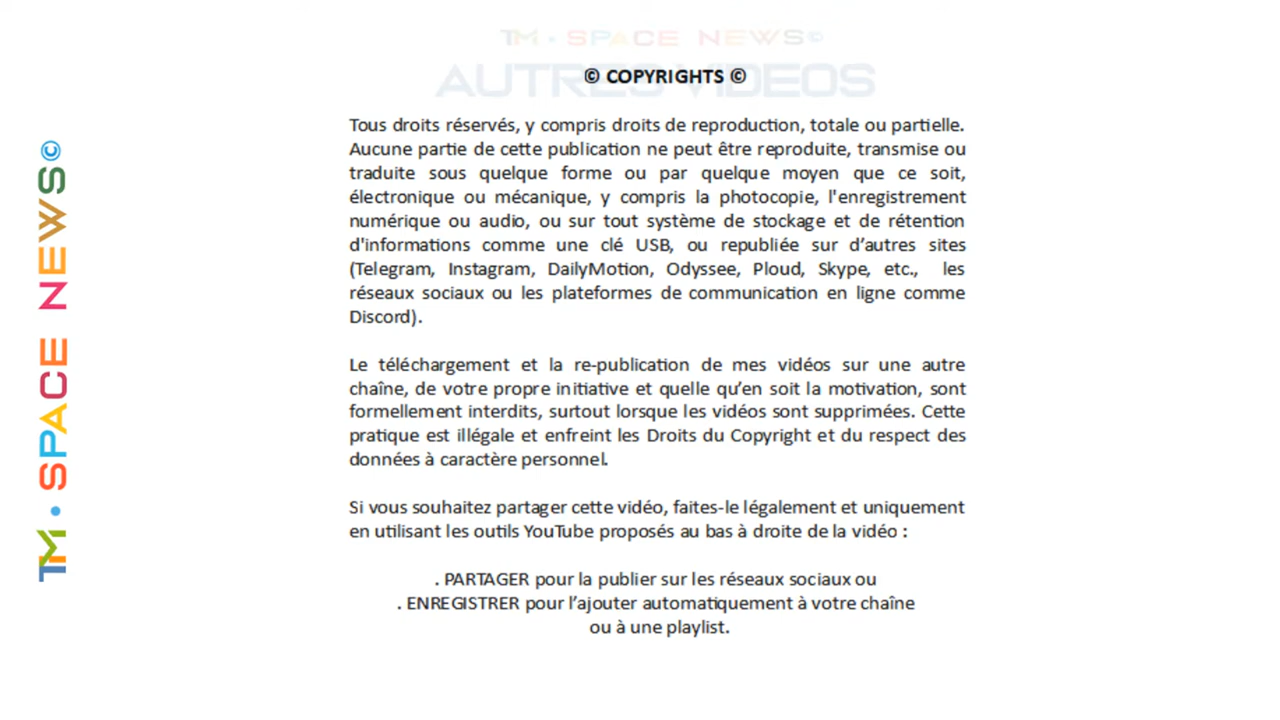 TM • SPACE NEWS©
AUTRES VIDEOS
© COPYRIGHTS ©
Tous droits réservés, y compris droits de reproduction, totale ou partielle.
Aucune partie de cette publication ne peut être reproduite, transmise ou
traduite sous quelque forme ou par quelque moyen que ce soit,
électronique ou mécanique, y compris la photocopie, l'enregistrement
numérique ou audio, ou sur tout système de stockage et de rétention
d'informations comme une clé USB, ou republiée sur d’autres sites
(Telegram, Instagram, DailyMotion, Odyssee, Ploud, Skype, etc., les
réseaux sociaux ou les plateformes de communication en ligne comme
Discord).
Le téléchargement et la re-publication de mes vidéos sur une autre
chaîne, de votre propre initiative et quelle qu’en soit la motivation, sont
formellement interdits, surtout lorsque les vidéos sont supprimées. Cette
pratique est illégale et enfreint les Droits du Copyright et du respect des
données à caractère personnel.
Si vous souhaitez partager cette vidéo, faites-le légalement et uniquement
en utilisant les outils YouTube proposés au bas à droite de la vidéo :
. PARTAGER pour la publier sur les réseaux sociaux ou
. ENREGISTRER pour l’ajouter automatiquement à votre chaîne
ou à une playlist.
TM • SPACE NEWS©